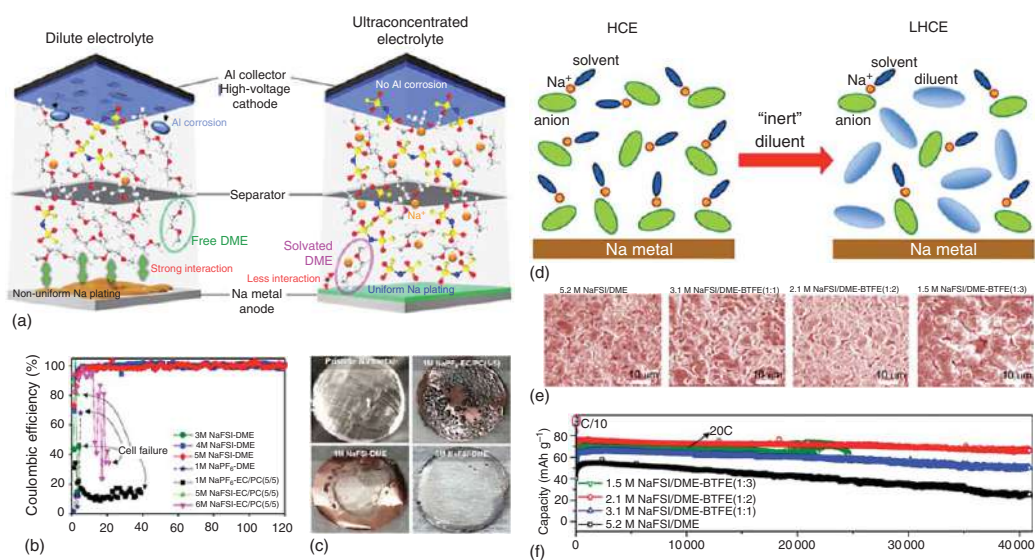 Dilute electrolyte
Ultraconcentrated
electrolyte
Al collector
High-voltage
cathode
No Al corrosion
Al corrosion
Separator
Na+
Free DME
Solvated
DME
Strong interaction
Less interaction
Non-uniform Na plating
Na metal
anode
Uniform Na plating
(a)
HCE
LHCE
solvent
Na+
anion
"inert"
diluent
solvent
Na+
diluent
anion
Na metal
Na metal
(d)
Coulombic efficiency (%)
100
80
60
40
20
0
0
20
40
60
80
100
120
Cell failure
3M NaFSI-DME
4M NaFSI-DME
5M NaFSI-DME
1M NaPF6-DME
1M NaPF6-EC/PC(5/5)
5M NaFSI-EC/PC(5/5)
6M NaFSI-EC/PC(5/5)
(b)
Pristine Na metal
1M NaPF6-EC/PC(5/5)
1M NaFSI-DME
(c)
5.2 M NaFSI/DME
3.1 M NaFSI/DME-BTFE(1:1)
2.1 M NaFSI/DME-BTFE(1:2)
1.5 M NaFSI/DME-BTFE(1:3)
10 um
10 um
10 um
10 um
(e)
Capacity (mAh g−1)
80
60
40
20
0
C/10
20C
1.5 M NaFSI/DME-BTFE(1:3)
2.1 M NaFSI/DME-BTFE(1:2)
3.1 M NaFSI/DME-BTFE(1:1)
5.2 M NaFSI/DME
0
10 000
20 000
30 000
40 000
(f)